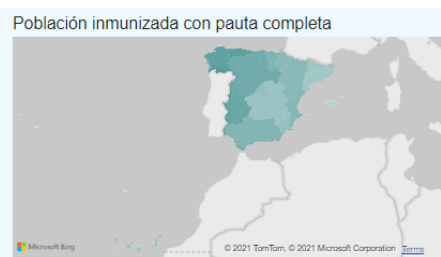 Población inmunizada con pauta completa
Microsoft Bing
© 2021 TomTom, © 2021 Microsoft Corporation Terms